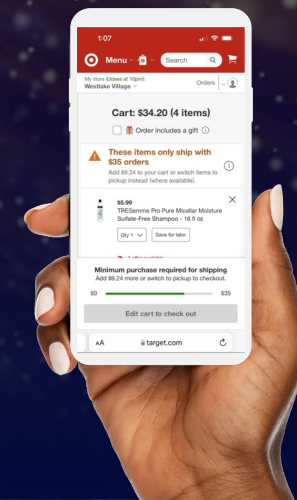 1:07
Menu
Search
My store (closes at 10pm):
Westlake Village
Orders
Cart: $34.20 (4 items)
Order includes a gift
These items only ship with
$35 orders
Add $9.24 to your cart or switch items to
pickup instead (where available).
$5.99
TRESemme Pro Pure Micellar Moisture
Sulfate-Free Shampoo - 16 fl oz
Qty 1
Save for later
Minimum purchase required for shipping
Add $9.24 more or switch to pickup to checkout.
$0
$35
Edit cart to check out
AA
target.com